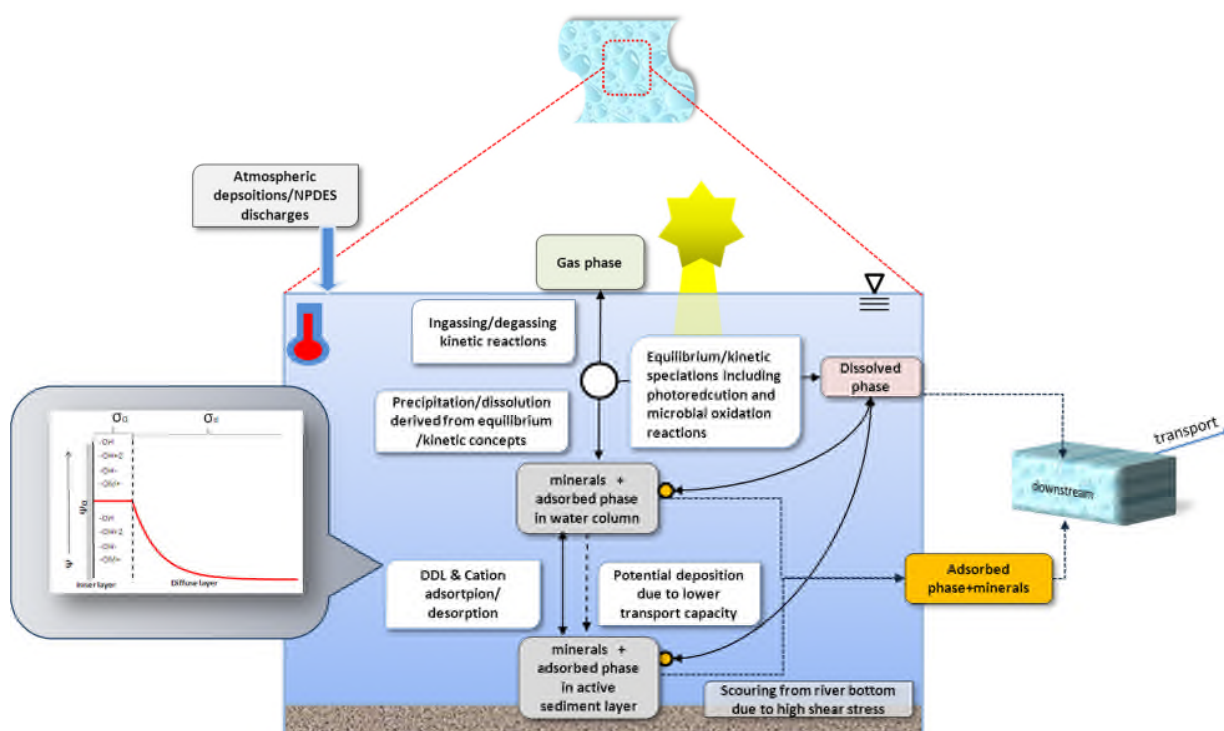 Atmospheric
depsoitions/NPDES
discharges
Gas phase
Ingassing/degassing
kinetic reactions
Equilibrium/kinetic
speciations including
photoredcution and
microbial oxidation
reactions
Dissolved
phase
Precipitation/dissolution
derived from equilibrium
/kinetic concepts
minerals +
adsorbed phase
in water column
transport
downstream
σ₀
σ
-OH
-OH+2
-OH-
-OM+
-OH
-OH+2
-OH-
-OM+
Ψ₀
Ψ
Inner layer
Diffuse layer
DDL & Cation
adsortpion/
desorption
Potential deposition
due to lower
transport capacity
Adsorbed
phase+minerals
minerals +
adsorbed phase
in active
sediment layer
Scouring from river bottom
due to high shear stress